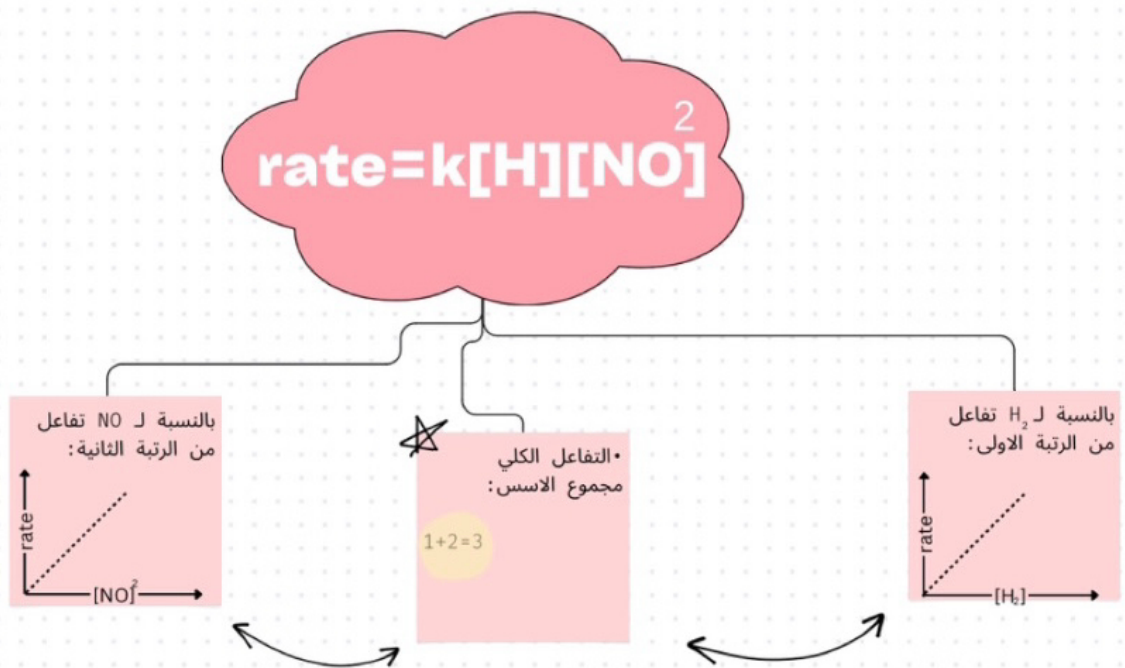 rate=k[H][NO]²
بالنسبة لـ H₂ تفاعل
من الرتبة الاولى:
rate
[H₂]
•التفاعل الكلي
مجموع الاسس:
1+2=3
بالنسبة لـ NO تفاعل
من الرتبة الثانية:
rate
[NO]²